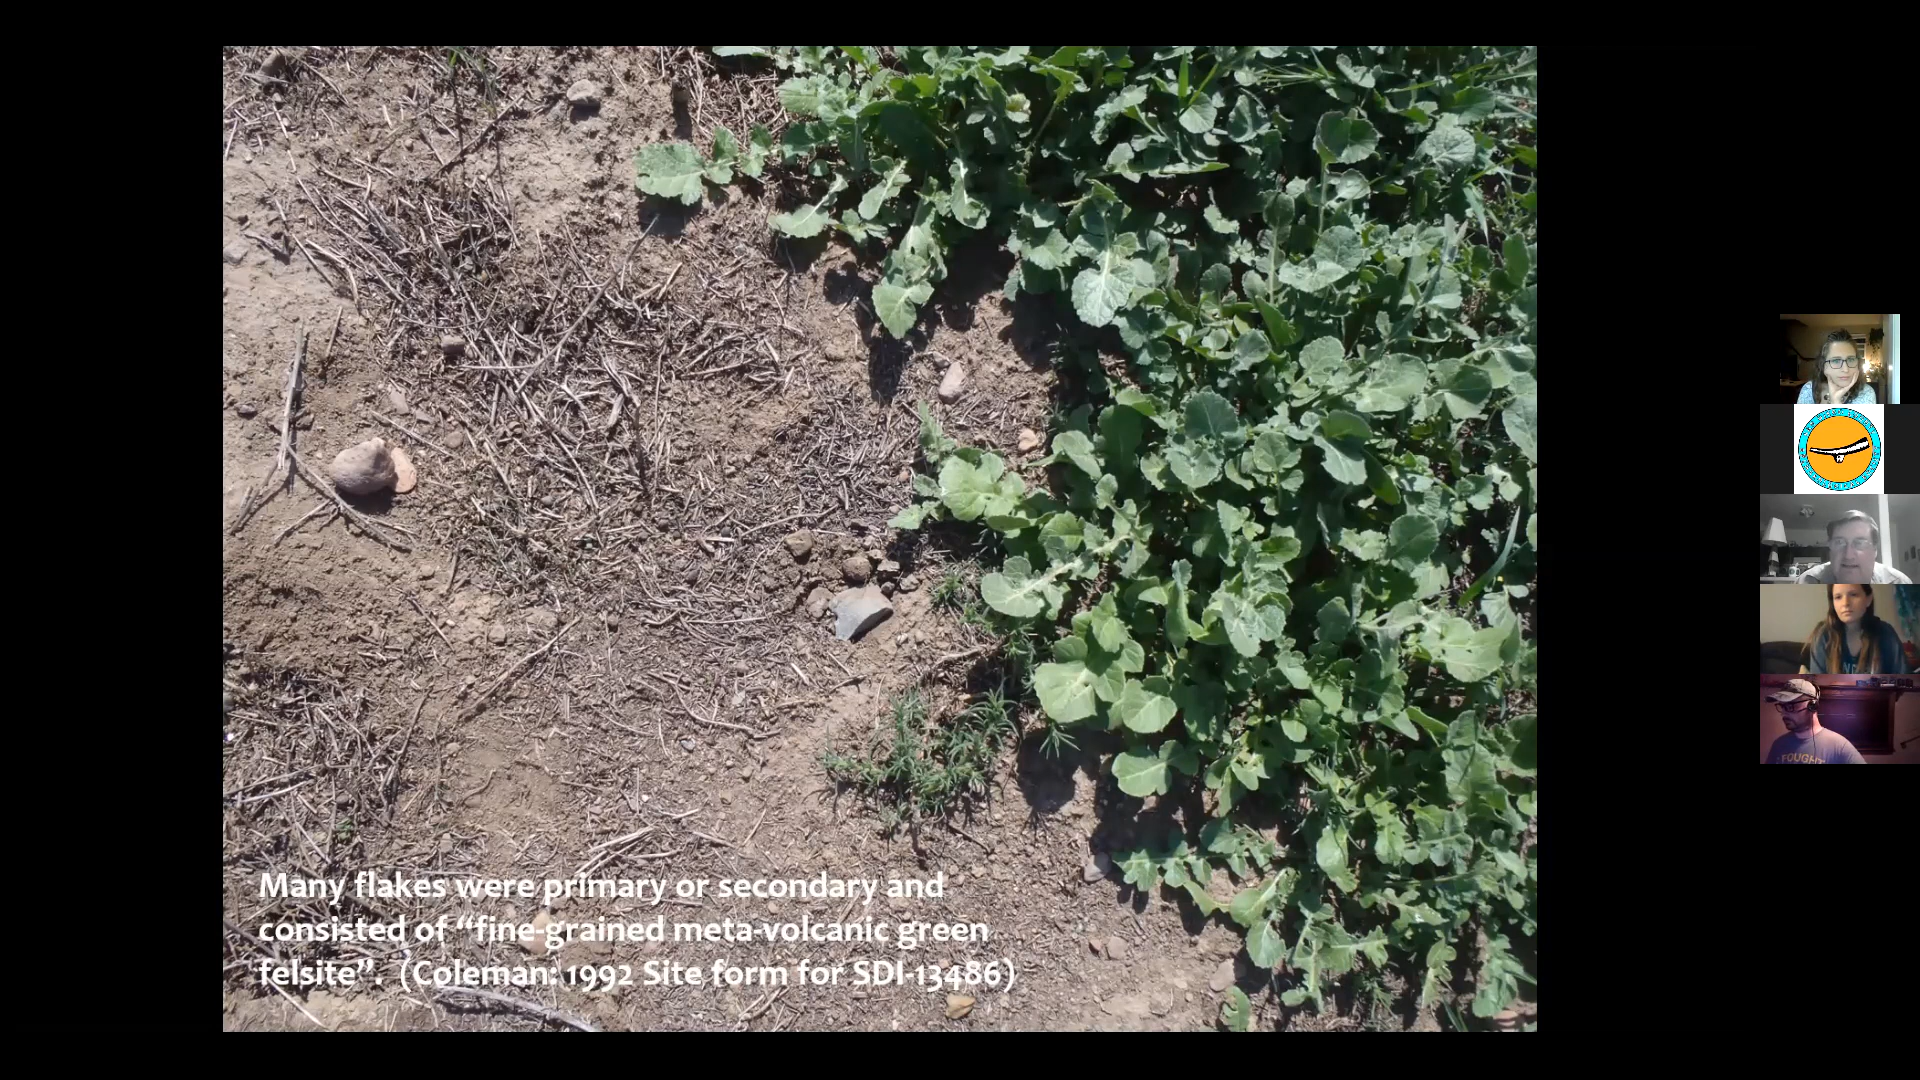 Many flakes were primary or secondary and
consisted of “fine-grained meta-volcanic green
felsite”. (Coleman: 1992 Site form for SDI-13486)
FOUGHT